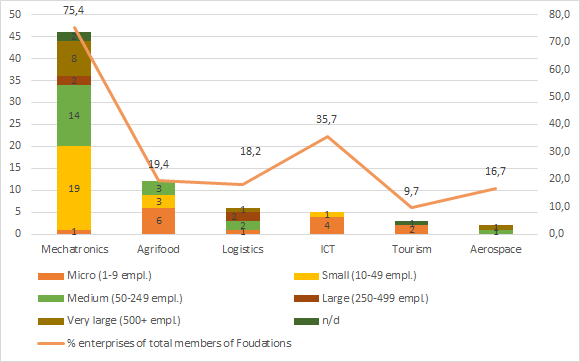 75,4
50 80,0
45 2 70,0
40 8 60,0
35 2 35,7 50,0
30 14 40,0
25 19,4 18,2 16,7 30,0
20 19 9,7 20,0
15 3 1 10,0
10 3 2 1 1 0,0
5 6 2 4 2 1
0 1 1 1
Mechatronics Agrifood Logistics ICT Tourism Aerospace
Micro (1-9 empl.) Small (10-49 empl.)
Medium (50-249 empl.) Large (250-499 empl.)
Very large (500+ empl.) n/d
% enterprises of total members of Foudations